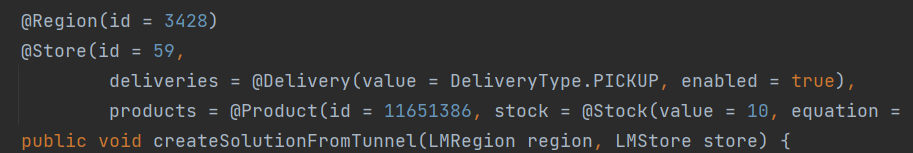 @Region(id = 3428)
@Store(id = 59,
deliveries = @Delivery(value = DeliveryType.PICKUP, enabled = true),
products = @Product(id = 11651386, stock = @Stock(value = 10, equation =
public void createSolutionFromTunnel(LMRegion region, LMStore store) {